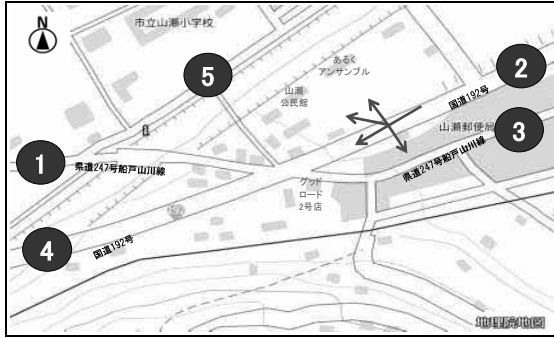 N
市立山瀬小学校
5
あるく
アンサンブル
2
山瀬
公民館
国道192号
山瀬郵便局
3
1
県道247号船戸山川線
県道247号船戸山川線
グッド
ロード
2号店
4
国道192号
地理院地図